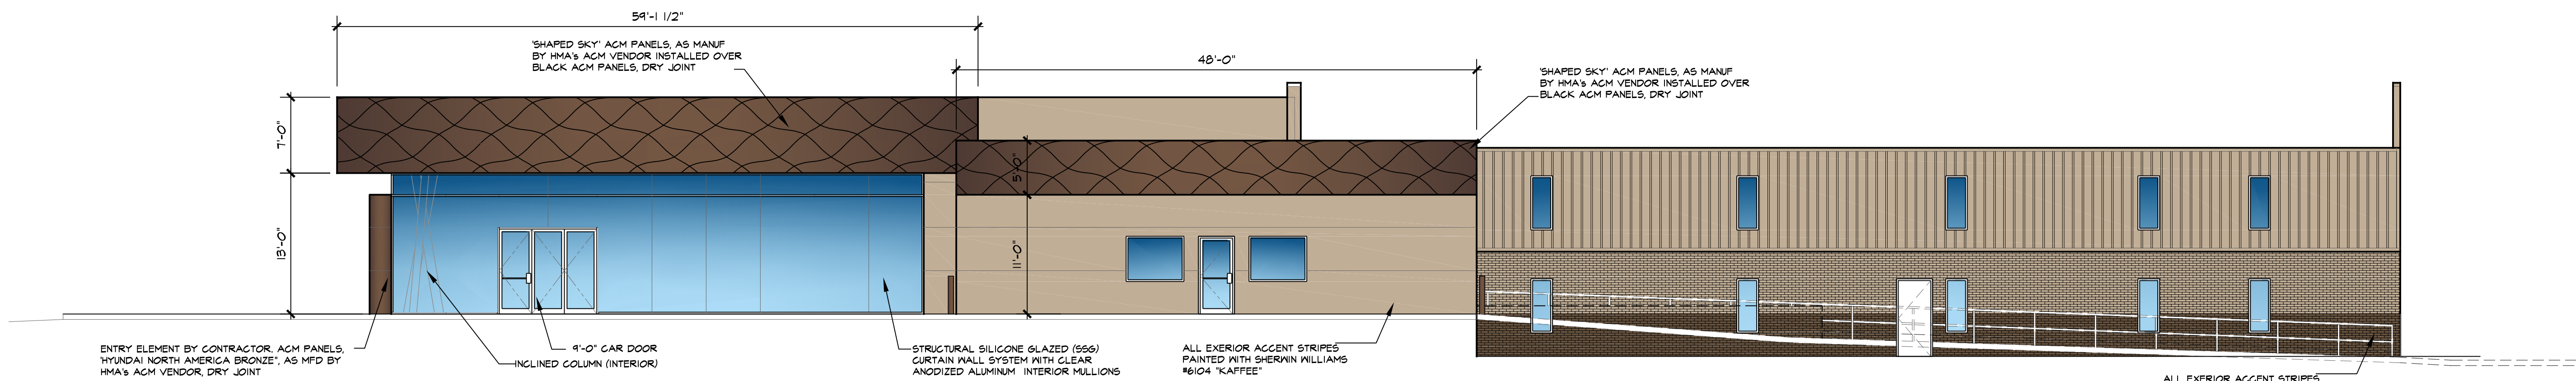 59'-1 1/2"
'SHAPED SKY' ACM PANELS, AS MANUF
BY HMA's ACM VENDOR INSTALLED OVER
BLACK ACM PANELS, DRY JOINT
48'-0"
'SHAPED SKY' ACM PANELS, AS MANUF
BY HMA's ACM VENDOR INSTALLED OVER
BLACK ACM PANELS, DRY JOINT
7'-0"
13'-0"
5'-0"
11'-0"
ENTRY ELEMENT BY CONTRACTOR. ACM PANELS,
'HYUNDAI NORTH AMERICA BRONZE", AS MFD BY
HMA's ACM VENDOR, DRY JOINT
9'-0" CAR DOOR
INCLINED COLUMN (INTERIOR)
STRUCTURAL SILICONE GLAZED (SSG)
CURTAIN WALL SYSTEM WITH CLEAR
ANODIZED ALUMINUM INTERIOR MULLIONS
ALL EXERIOR ACCENT STRIPES
PAINTED WITH SHERWIN WILLIAMS
#6104 "KAFFEE"
ALL EXERIOR ACCENT STRIPES